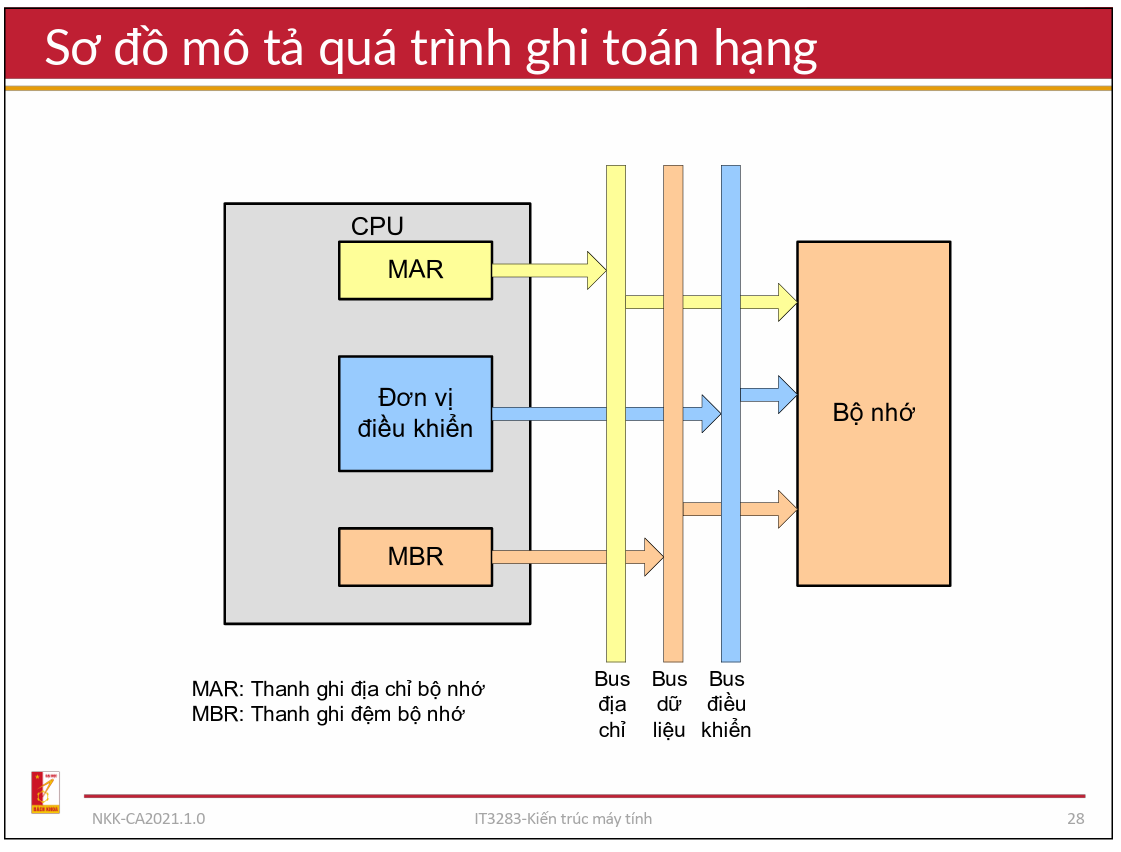 Sơ đồ mô tả quá trình ghi toán hạng
CPU
MAR
Đơn vị
điều khiển
MBR
Bộ nhớ
Bus
địa
chỉ
Bus
dữ
liệu
Bus
điều
khiển
MAR: Thanh ghi địa chỉ bộ nhớ
MBR: Thanh ghi đệm bộ nhớ
NKK-CA2021.1.0
IT3283-Kiến trúc máy tính
28